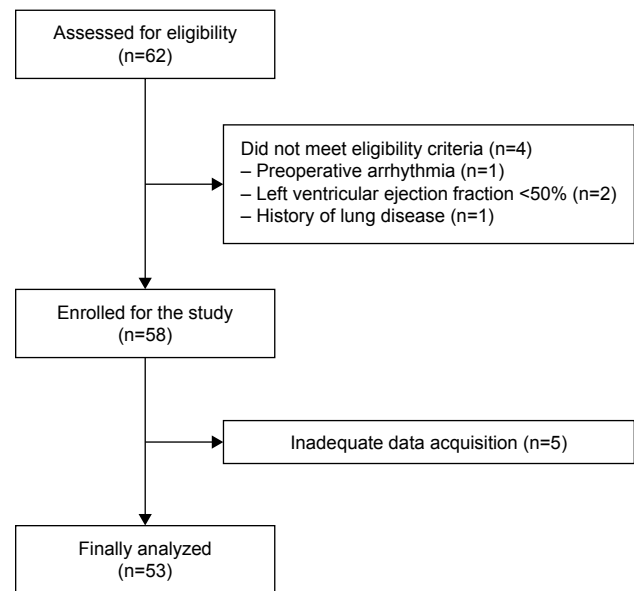 Assessed for eligibility
(n=62)
Did not meet eligibility criteria (n=4)
– Preoperative arrhythmia (n=1)
– Left ventricular ejection fraction <50% (n=2)
– History of lung disease (n=1)
Enrolled for the study
(n=58)
Inadequate data acquisition (n=5)
Finally analyzed
(n=53)